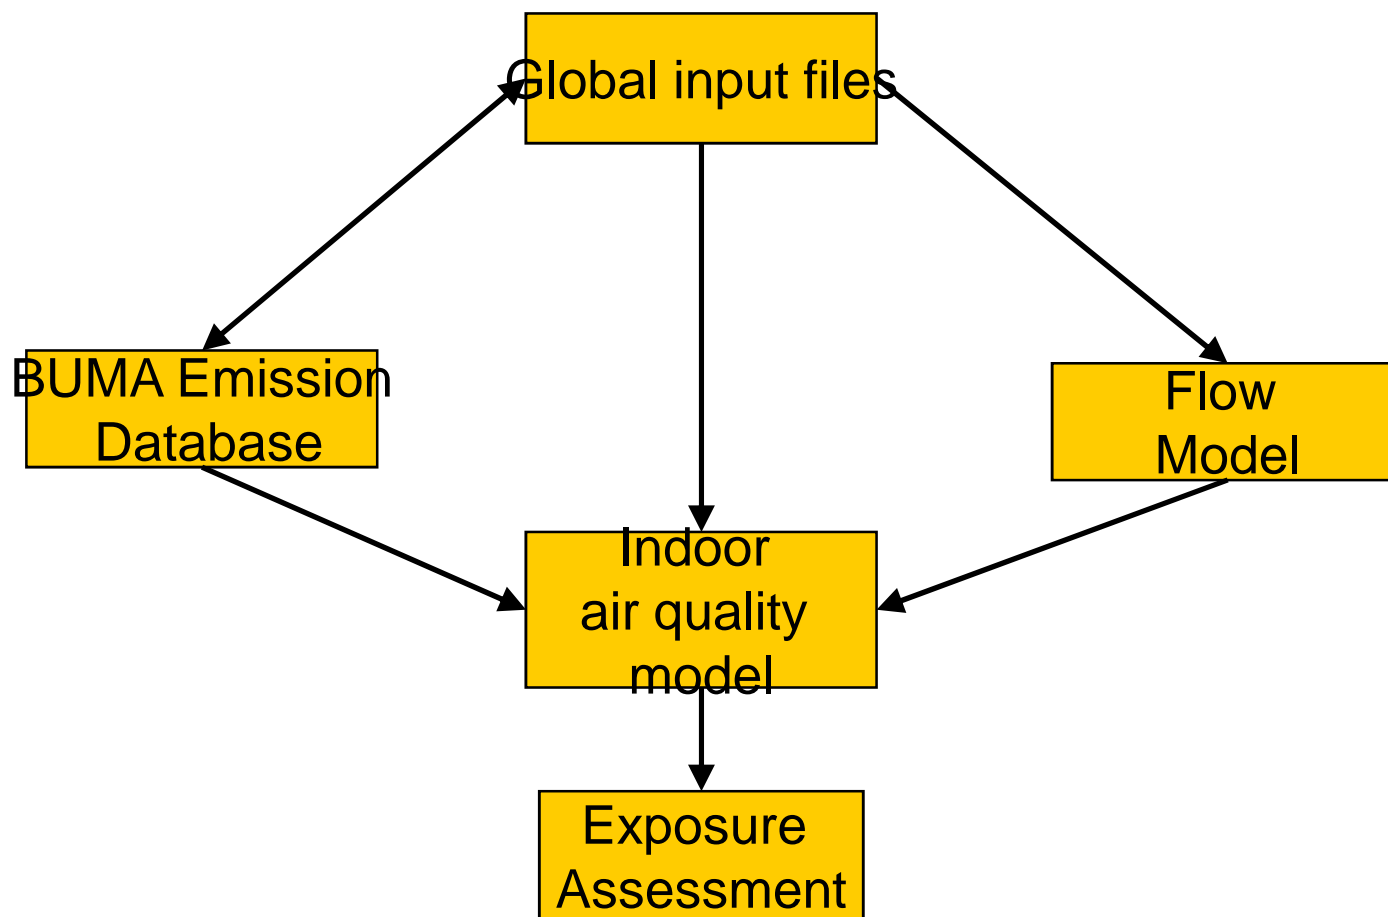 Global input files
BUMA Emission
Database
Flow
Model
Indoor
air quality
model
Exposure
Assessment